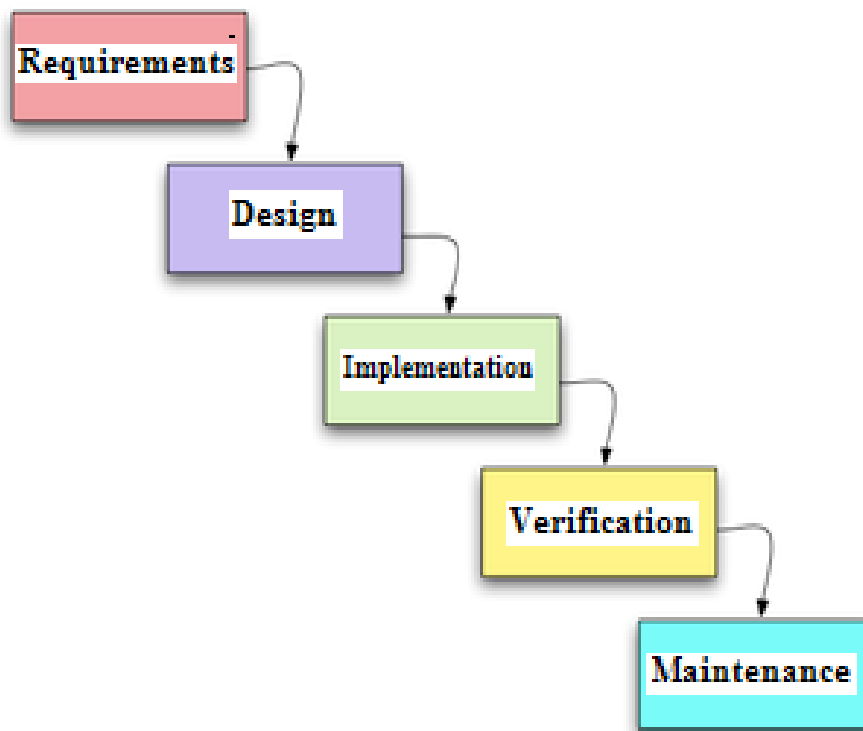 Requirements
Design
Implementation
Verification
Maintenance